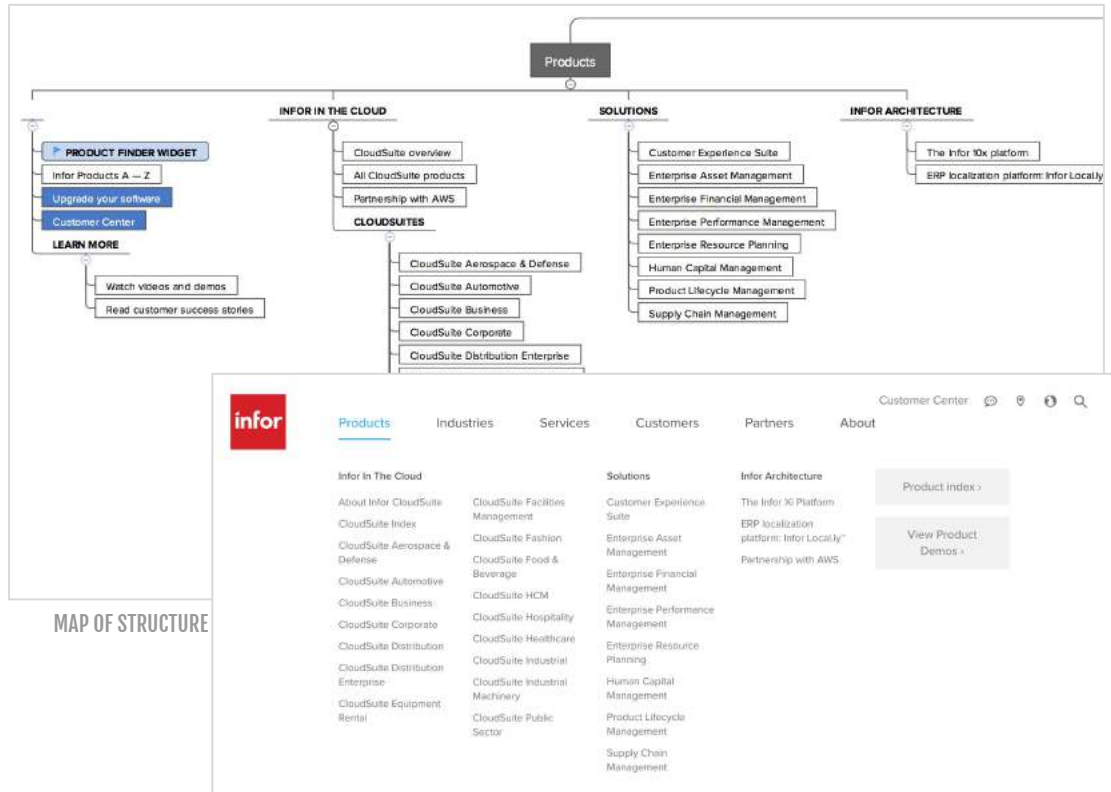 Products
PRODUCT FINDER WIDGET
Infor Products A — Z
Upgrade your software
Customer Center
LEARN MORE
Watch videos and demos
Read customer success stories
INFOR IN THE CLOUD
CloudSuite overview
All CloudSuite products
Partnership with AWS
CLOUDSUITES
CloudSuite Aerospace & Defense
CloudSuite Automotive
CloudSuite Business
CloudSuite Corporate
CloudSuite Distribution Enterprise
SOLUTIONS
Customer Experience Suite
Enterprise Asset Management
Enterprise Financial Management
Enterprise Performance Management
Enterprise Resource Planning
Human Capital Management
Product Lifecycle Management
Supply Chain Management
INFOR ARCHITECTURE
The Infor 10x platform
ERP localization platform: Infor Local.ly
MAP OF STRUCTURE
infor
Customer Center
Products
Industries
Services
Customers
Partners
About
Infor In The Cloud
About Infor CloudSuite
CloudSuite Index
CloudSuite Aerospace &
Defense
CloudSuite Automotive
CloudSuite Business
CloudSuite Corporate
CloudSuite Distribution
CloudSuite Distribution
Enterprise
CloudSuite Equipment
Rental
CloudSuite Facilities
Management
CloudSuite Fashion
CloudSuite Food &
Beverage
CloudSuite HCM
CloudSuite Hospitality
CloudSuite Healthcare
CloudSuite Industrial
CloudSuite Industrial
Machinery
CloudSuite Public
Sector
Solutions
Customer Experience
Suite
Enterprise Asset
Management
Enterprise Financial
Management
Enterprise Performance
Management
Enterprise Resource
Planning
Human Capital
Management
Product Lifecycle
Management
Supply Chain
Management
Infor Architecture
The Infor Xi Platform
ERP localization
platform: Infor Local.ly™
Partnership with AWS
Product index ›
View Product
Demos ›